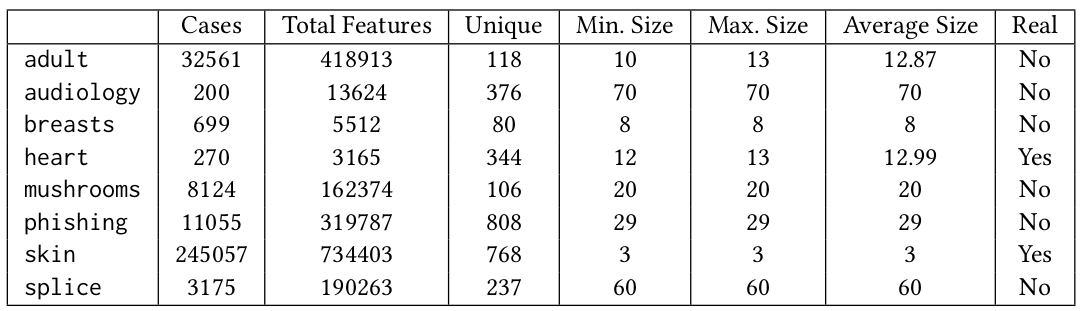 Cases Total Features Unique Min. Size Max. Size Average Size Real
adult 32561 418913 118 10 13 12.87 No
audiology 200 13624 376 70 70 70 No
breasts 699 5512 80 8 8 8 No
heart 270 3165 344 12 13 12.99 Yes
mushrooms 8124 162374 106 20 20 20 No
phishing 11055 319787 808 29 29 29 No
skin 245057 734403 768 3 3 3 Yes
splice 3175 190263 237 60 60 60 No